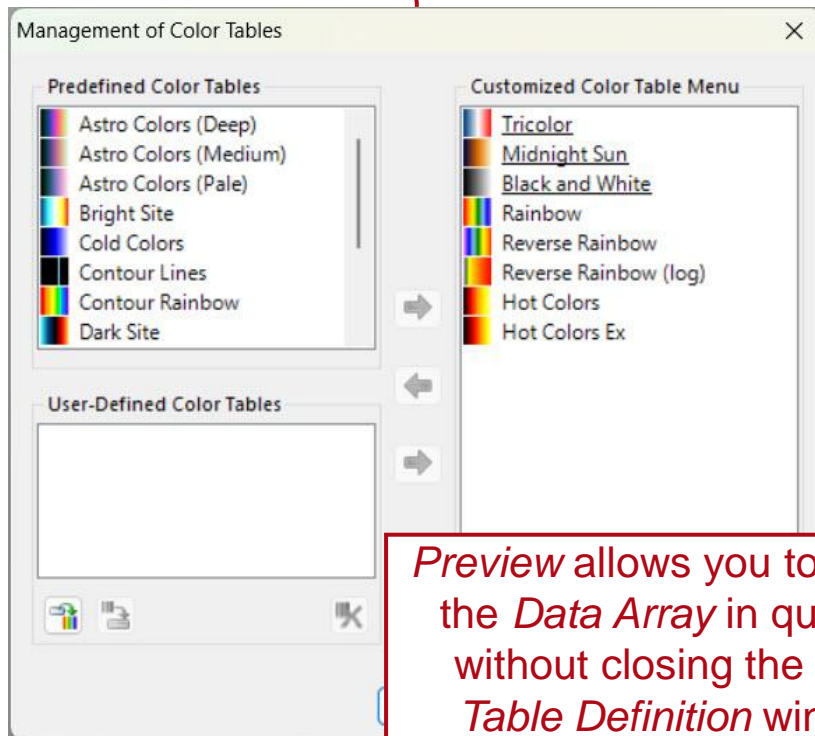 Management of Color Tables
Predefined Color Tables
Astro Colors (Deep)
Astro Colors (Medium)
Astro Colors (Pale)
Bright Site
Cold Colors
Contour Lines
Contour Rainbow
Dark Site
User-Defined Color Tables
Customized Color Table Menu
Tricolor
Midnight Sun
Black and White
Rainbow
Reverse Rainbow
Reverse Rainbow (log)
Hot Colors
Hot Colors Ex
Preview allows you to
the Data Array in
without closing the
Table Definition